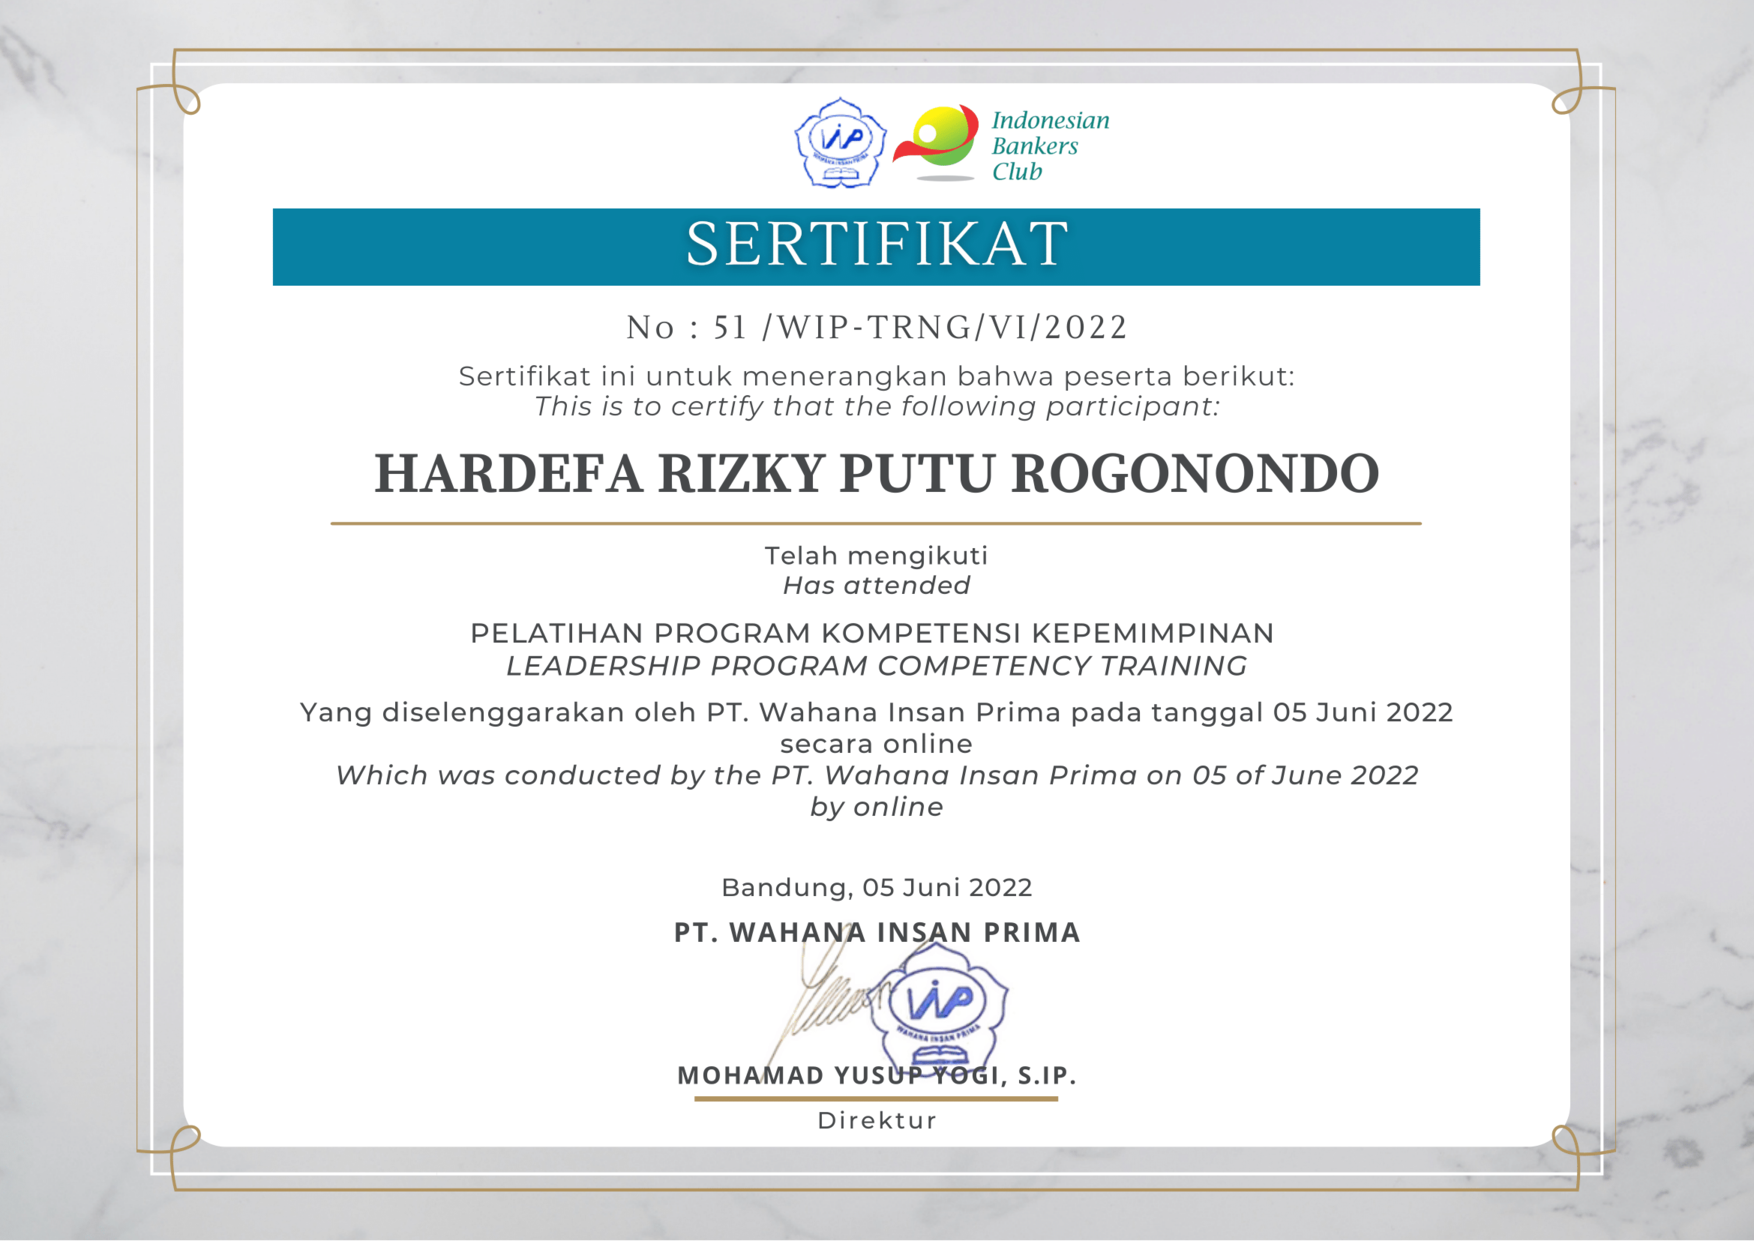 WIP
WAHANA INSAN PRIMA
Indonesian
Bankers
Club
SERTIFIKAT
No : 51 /WIP-TRNG/VI/2022
Sertifikat ini untuk menerangkan bahwa peserta berikut:
This is to certify that the following participant:
HARDEFA RIZKY PUTU ROGONONDO
Telah mengikuti
Has attended
PELATIHAN PROGRAM KOMPETENSI KEPEMIMPINAN
LEADERSHIP PROGRAM COMPETENCY TRAINING
Yang diselenggarakan oleh PT. Wahana Insan Prima pada tanggal 05 Juni 2022
secara online
Which was conducted by the PT. Wahana Insan Prima on 05 of June 2022
by online
Bandung, 05 Juni 2022
PT. WAHANA INSAN PRIMA
WIP
WAHANA INSAN PRIMA
MOHAMAD YUSUP YOGI, S.IP.
Direktur